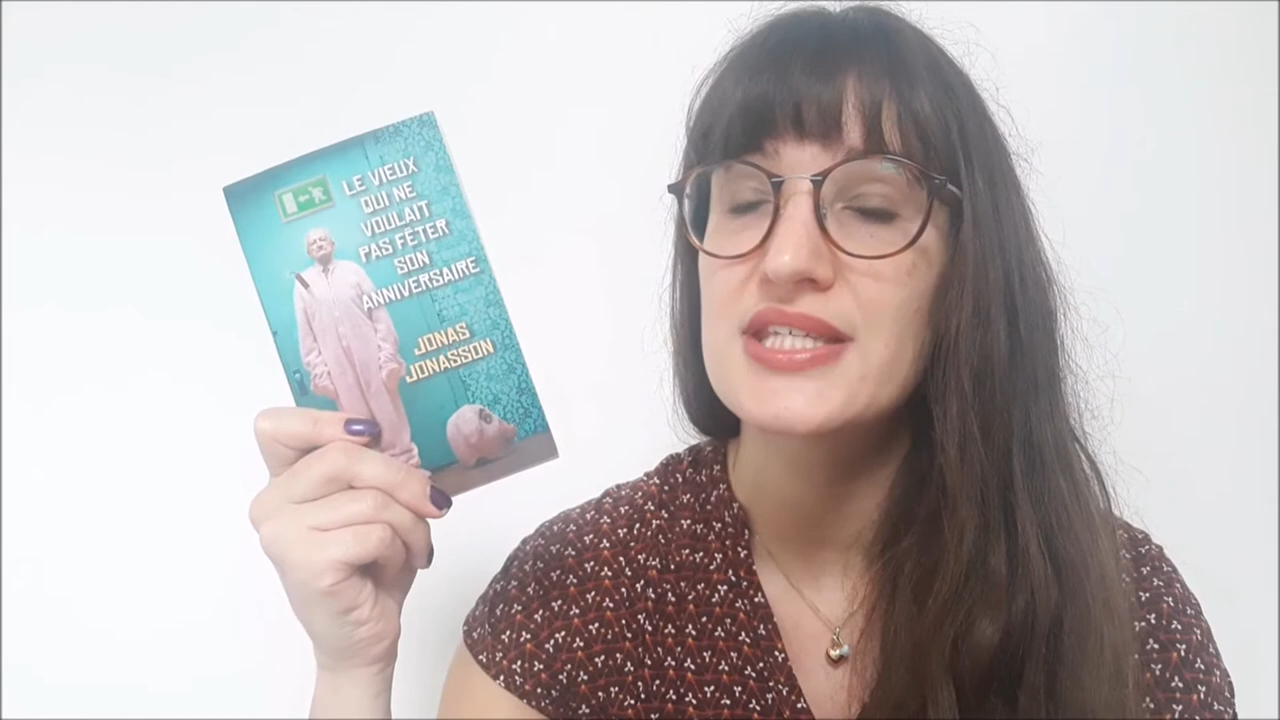 LE VIEUX
QUI NE
VOULAIT
PAS FÊTER
SON
ANNIVERSAIRE
JONAS
JONASSON